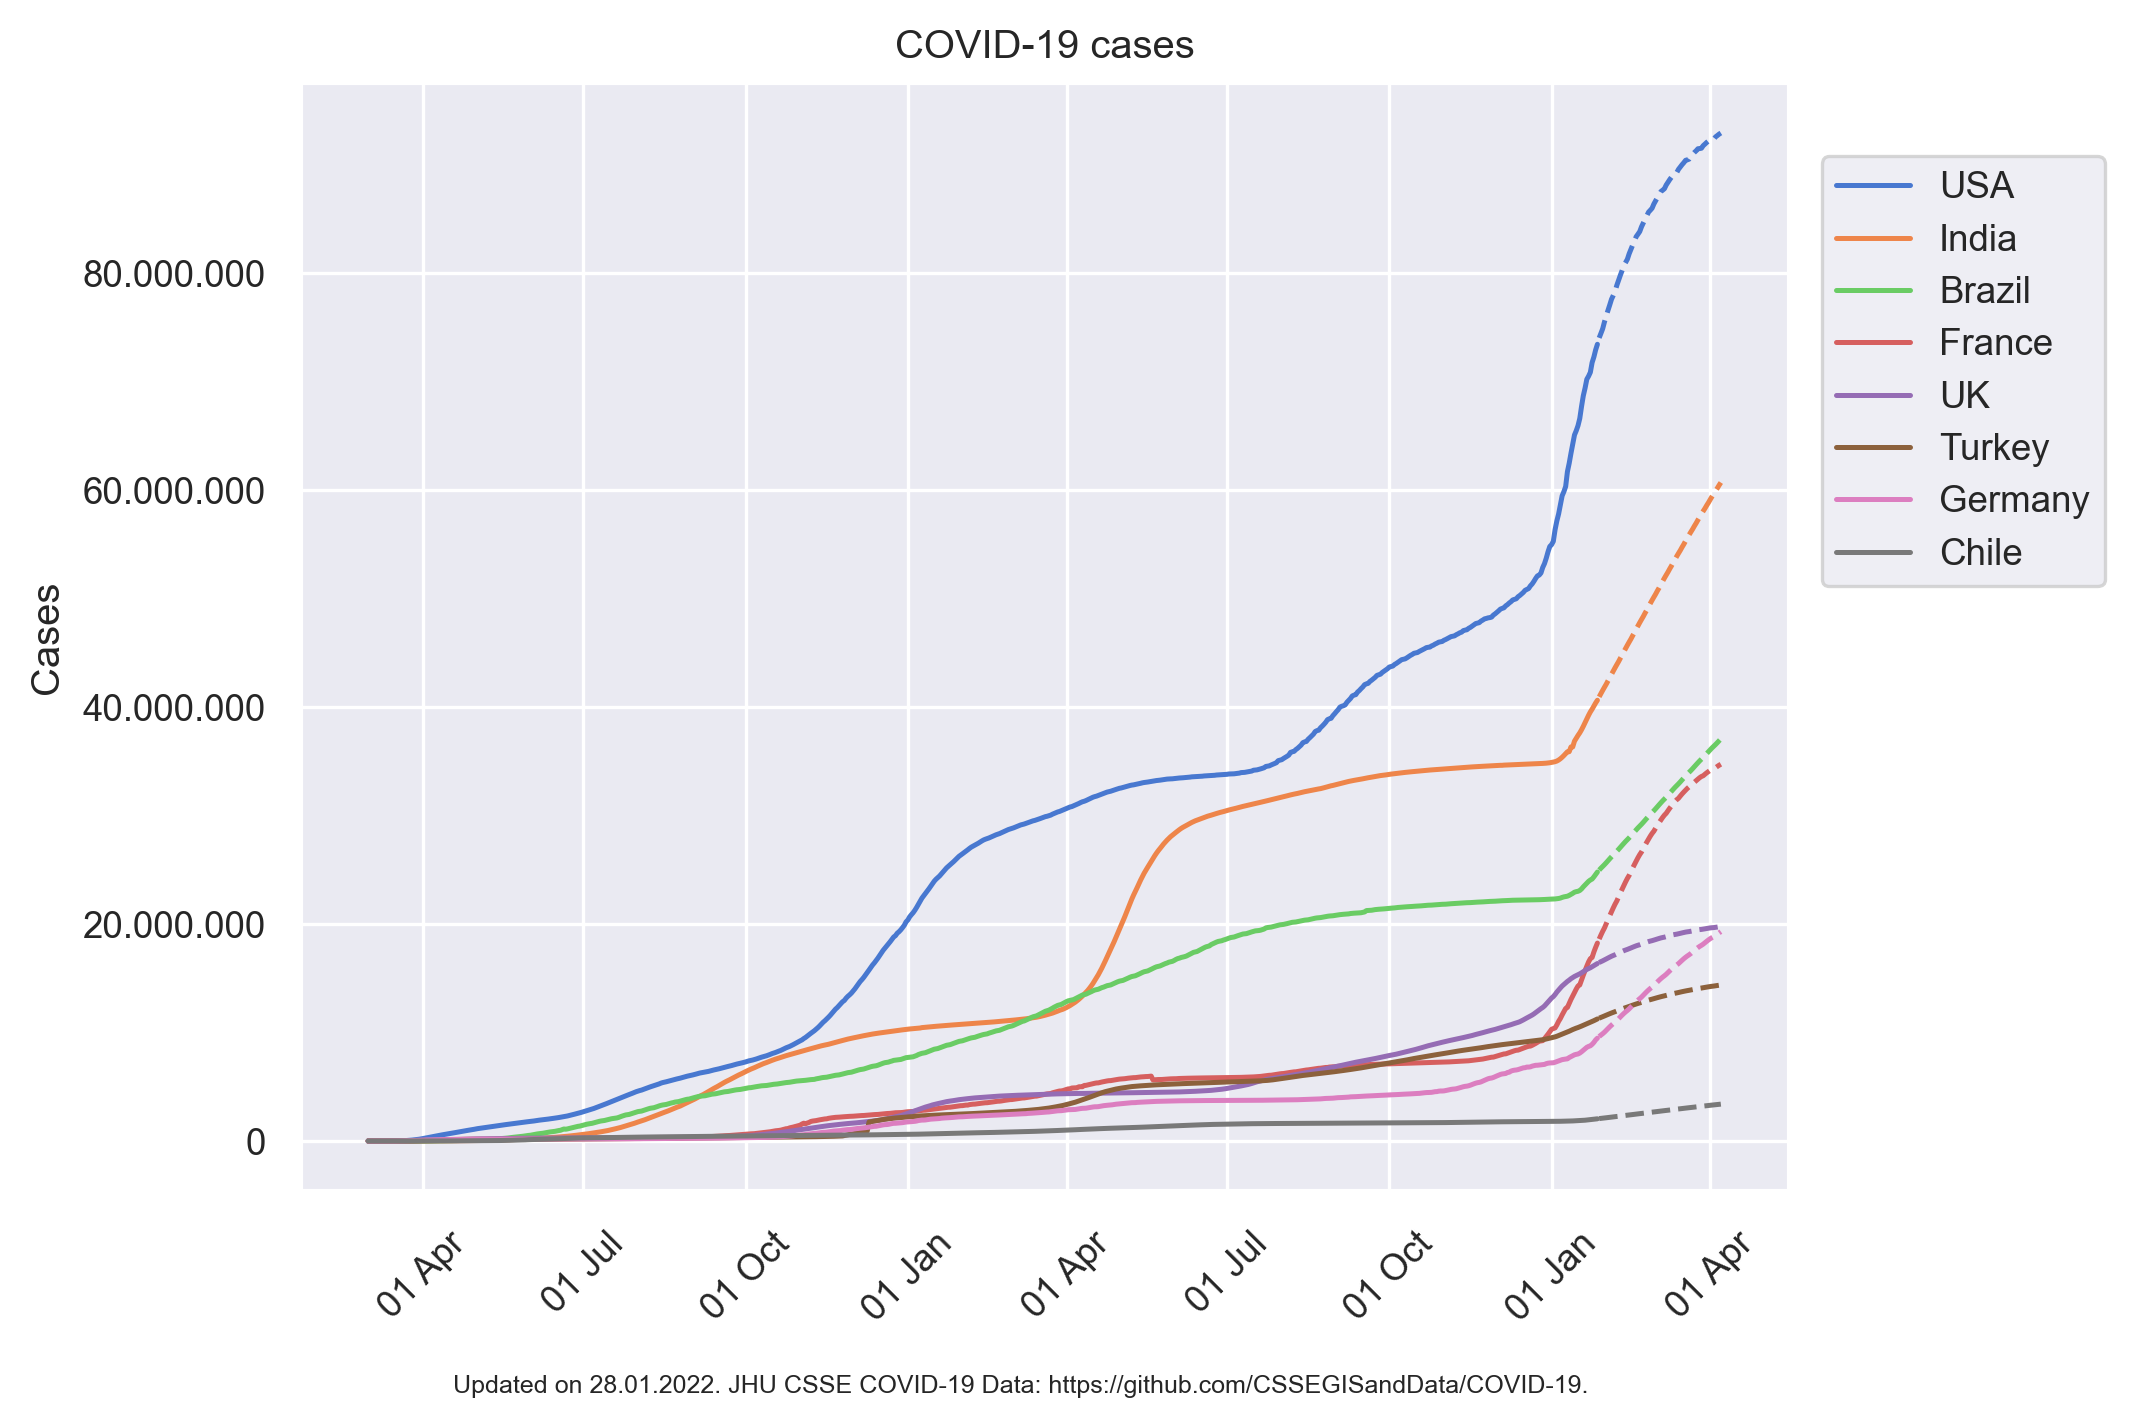 COVID-19 cases
Cases
80.000.000
60.000.000
40.000.000
20.000.000
0
01 Apr
01 Jul
01 Oct
01 Jan
01 Apr
01 Jul
01 Oct
01 Jan
01 Apr
USA
India
Brazil
France
UK
Turkey
Germany
Chile
Updated on 28.01.2022. JHU CSSE COVID-19 Data: https://github.com/CSSEGISandData/COVID-19.